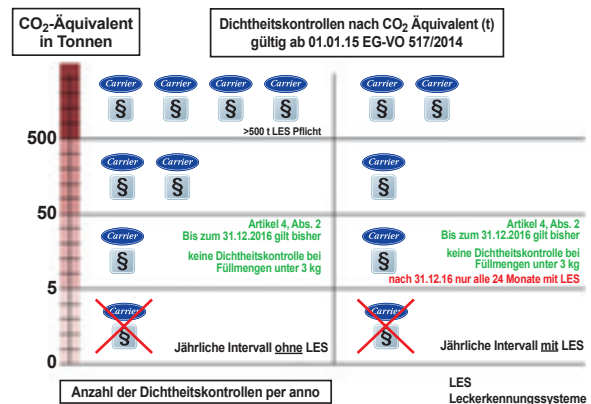 CO₂-Äquivalent
in Tonnen
Dichtheitskontrollen nach CO₂ Äquivalent (t)
gültig ab 01.01.15 EG-VO 517/2014
Carrier Carrier Carrier Carrier Carrier Carrier
§ § § § § §
>500 t LES Pflicht
500
Carrier Carrier Carrier
§ § §
50
Artikel 4, Abs. 2
Bis zum 31.12.2016 gilt bisher
keine Dichtheitskontrolle bei
Füllmengen unter 3 kg
Carrier
§
Artikel 4, Abs. 2
Bis zum 31.12.2016 gilt bisher
keine Dichtheitskontrolle bei
Füllmengen unter 3 kg
nach 31.12.16 nur alle 24 Monate mit LES
Carrier
§
5
Carrier Carrier
§ §
Jährliche Intervall ohne LES
Jährliche Intervall mit LES
0
Anzahl der Dichtheitskontrollen per anno
LES
Leckerkennungssysteme